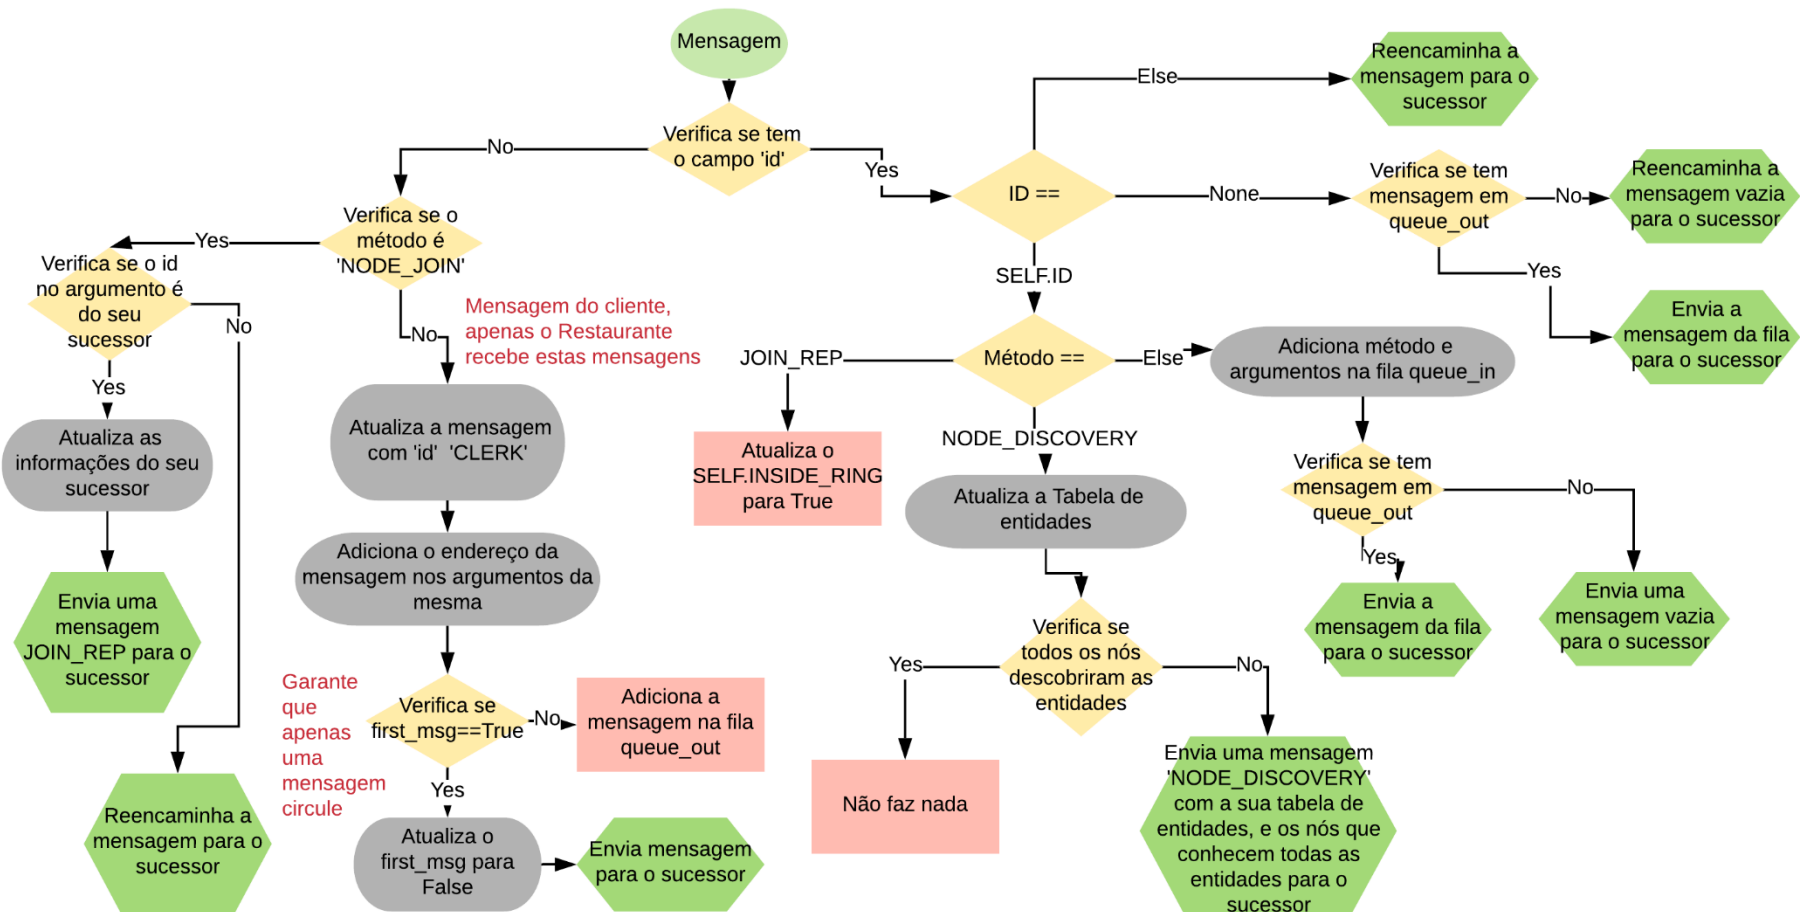 Mensagem
Verifica se tem
o campo 'id'
No
Yes
Verifica se o
método é
'NODE_JOIN'
Yes
No
Verifica se o id
no argumento é
do seu
sucessor
No
Yes
Atualiza as
informações do seu
sucessor
Envia uma
mensagem
JOIN_REP para o
sucessor
Reencaminha a
mensagem para o
sucessor
Mensagem do cliente,
apenas o Restaurante
recebe estas mensagens
Atualiza a mensagem
com 'id' 'CLERK'
Adiciona o endereço da
mensagem nos argumentos da
mesma
Garante
que
apenas
uma
mensagem
circule
Verifica se
first_msg==True
No
Adiciona a
mensagem na fila
queue_out
Yes
Atualiza o
first_msg para
False
Envia mensagem
para o sucessor
ID ==
Else
Reencaminha a
mensagem para o
sucessor
None
Verifica se tem
mensagem em
queue_out
No
Reencaminha a
mensagem vazia
para o sucessor
Yes
Envia a
mensagem da fila
para o sucessor
SELF.ID
Método ==
JOIN_REP
Atualiza o
SELF.INSIDE_RING
para True
Else
Adiciona método e
argumentos na fila queue_in
Verifica se tem
mensagem em
queue_out
No
Yes
Envia a
mensagem da fila
para o sucessor
Envia uma
mensagem vazia
para o sucessor
NODE_DISCOVERY
Atualiza a Tabela de
entidades
Verifica se
todos os nós
descobriram as
entidades
Yes
No
Não faz nada
Envia uma mensagem
'NODE_DISCOVERY'
com a sua tabela de
entidades, e os nós que
conhecem todas as
entidades para o
sucessor